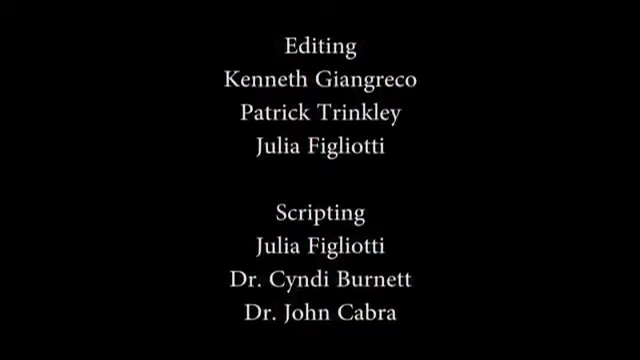 Editing
Kenneth Giangreco
Patrick Trinkley
Julia Figliotti
Scripting
Julia Figliotti
Dr. Cyndi Burnett
Dr. John Cabra